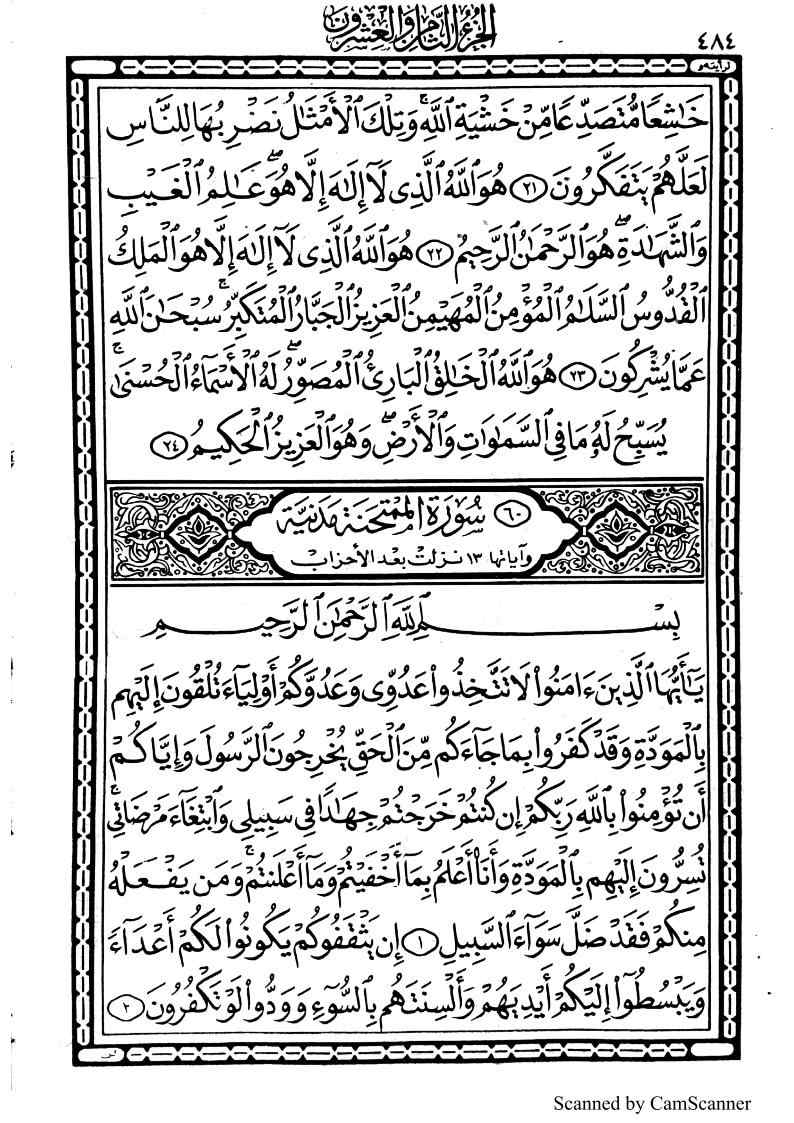 الجزء الثامن والعشرون
٤٨٤
لرأيته و
خَٰشِعًا مُّتَصَدِّعًا مِّنْ خَشْيَةِ ٱللَّهِ ۚ وَتِلْكَ ٱلْأَمْثَٰلُ نَضْرِبُهَا لِلنَّاسِ
لَعَلَّهُمْ يَتَفَكَّرُونَ ٢١ هُوَ ٱللَّهُ ٱلَّذِى لَآ إِلَٰهَ إِلَّا هُوَ ۖ عَٰلِمُ ٱلْغَيْبِ
وَٱلشَّهَٰدَةِ ۖ هُوَ ٱلرَّحْمَٰنُ ٱلرَّحِيمُ ٢٢ هُوَ ٱللَّهُ ٱلَّذِى لَآ إِلَٰهَ إِلَّا هُوَ ٱلْمَلِكُ
ٱلْقُدُّوسُ ٱلسَّلَٰمُ ٱلْمُؤْمِنُ ٱلْمُهَيْمِنُ ٱلْعَزِيزُ ٱلْجَبَّارُ ٱلْمُتَكَبِّرُ ۚ سُبْحَٰنَ ٱللَّهِ
عَمَّا يُشْرِكُونَ ٢٣ هُوَ ٱللَّهُ ٱلْخَٰلِقُ ٱلْبَارِئُ ٱلْمُصَوِّرُ ۖ لَهُ ٱلْأَسْمَآءُ ٱلْحُسْنَىٰ ۚ
يُسَبِّحُ لَهُۥ مَا فِى ٱلسَّمَٰوَٰتِ وَٱلْأَرْضِ ۖ وَهُوَ ٱلْعَزِيزُ ٱلْحَكِيمُ ٢٤
٦٠ سُورَة الممتحنة مدنية
وآياتها ١٣ نزلت بعد الأحزاب
بِسْمِ ٱللَّهِ ٱلرَّحْمَٰنِ ٱلرَّحِيمِ
يَٰٓأَيُّهَا ٱلَّذِينَ ءَامَنُوا۟ لَا تَتَّخِذُوا۟ عَدُوِّى وَعَدُوَّكُمْ أَوْلِيَآءَ تُلْقُونَ إِلَيْهِم
بِٱلْمَوَدَّةِ وَقَدْ كَفَرُوا۟ بِمَا جَآءَكُم مِّنَ ٱلْحَقِّ يُخْرِجُونَ ٱلرَّسُولَ وَإِيَّاكُمْ
أَن تُؤْمِنُوا۟ بِٱللَّهِ رَبِّكُمْ إِن كُنتُمْ خَرَجْتُمْ جِهَٰدًا فِى سَبِيلِى وَٱبْتِغَآءَ مَرْضَاتِى ۚ
تُسِرُّونَ إِلَيْهِم بِٱلْمَوَدَّةِ وَأَنَا۠ أَعْلَمُ بِمَآ أَخْفَيْتُمْ وَمَآ أَعْلَنتُمْ ۚ وَمَن يَفْعَلْهُ
مِنكُمْ فَقَدْ ضَلَّ سَوَآءَ ٱلسَّبِيلِ ١ إِن يَثْقَفُوكُمْ يَكُونُوا۟ لَكُمْ أَعْدَآءً
وَيَبْسُطُوٓا۟ إِلَيْكُمْ أَيْدِيَهُمْ وَأَلْسِنَتَهُم بِٱلسُّوٓءِ وَوَدُّوا۟ لَوْ تَكْفُرُونَ ٢
لن
Scanned by CamScanner